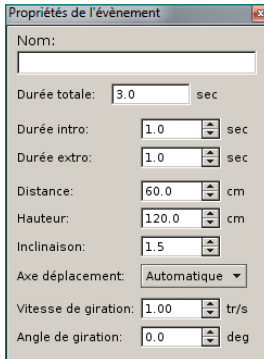 Propriétés de l'évènement
Nom:
Durée totale: 3.0 sec
Durée intro: 1.0 sec
Durée extro: 1.0 sec
Distance: 60.0 cm
Hauteur: 120.0 cm
Inclinaison: 1.5
Axe déplacement: Automatique
Vitesse de giration: 1.00 tr/s
Angle de giration: 0.0 deg